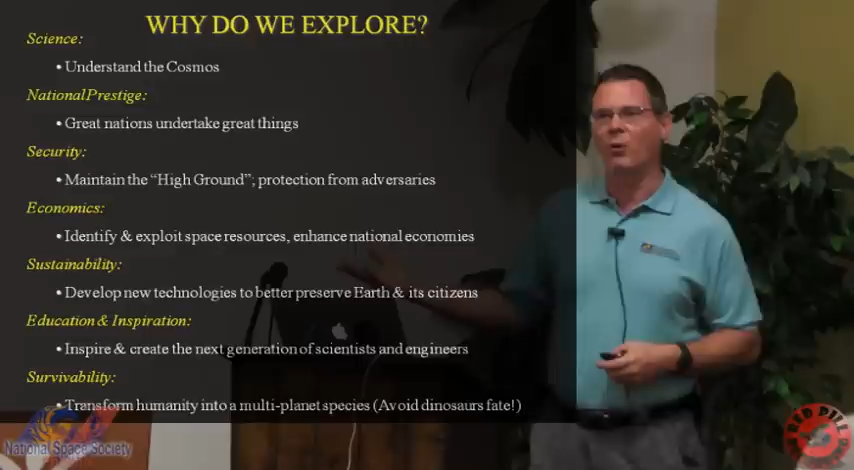 WHY DO WE EXPLORE?
Science:
• Understand the Cosmos
National Prestige:
• Great nations undertake great things
Security:
• Maintain the “High Ground”; protection from adversaries
Economics:
• Identify & exploit space resources, enhance national economies
Sustainability:
• Develop new technologies to better preserve Earth & its citizens
Education & Inspiration:
• Inspire & create the next generation of scientists and engineers
Survivability:
• Transform humanity into a multi-planet species (Avoid dinosaurs fate!)
National Space Society
RED PILL